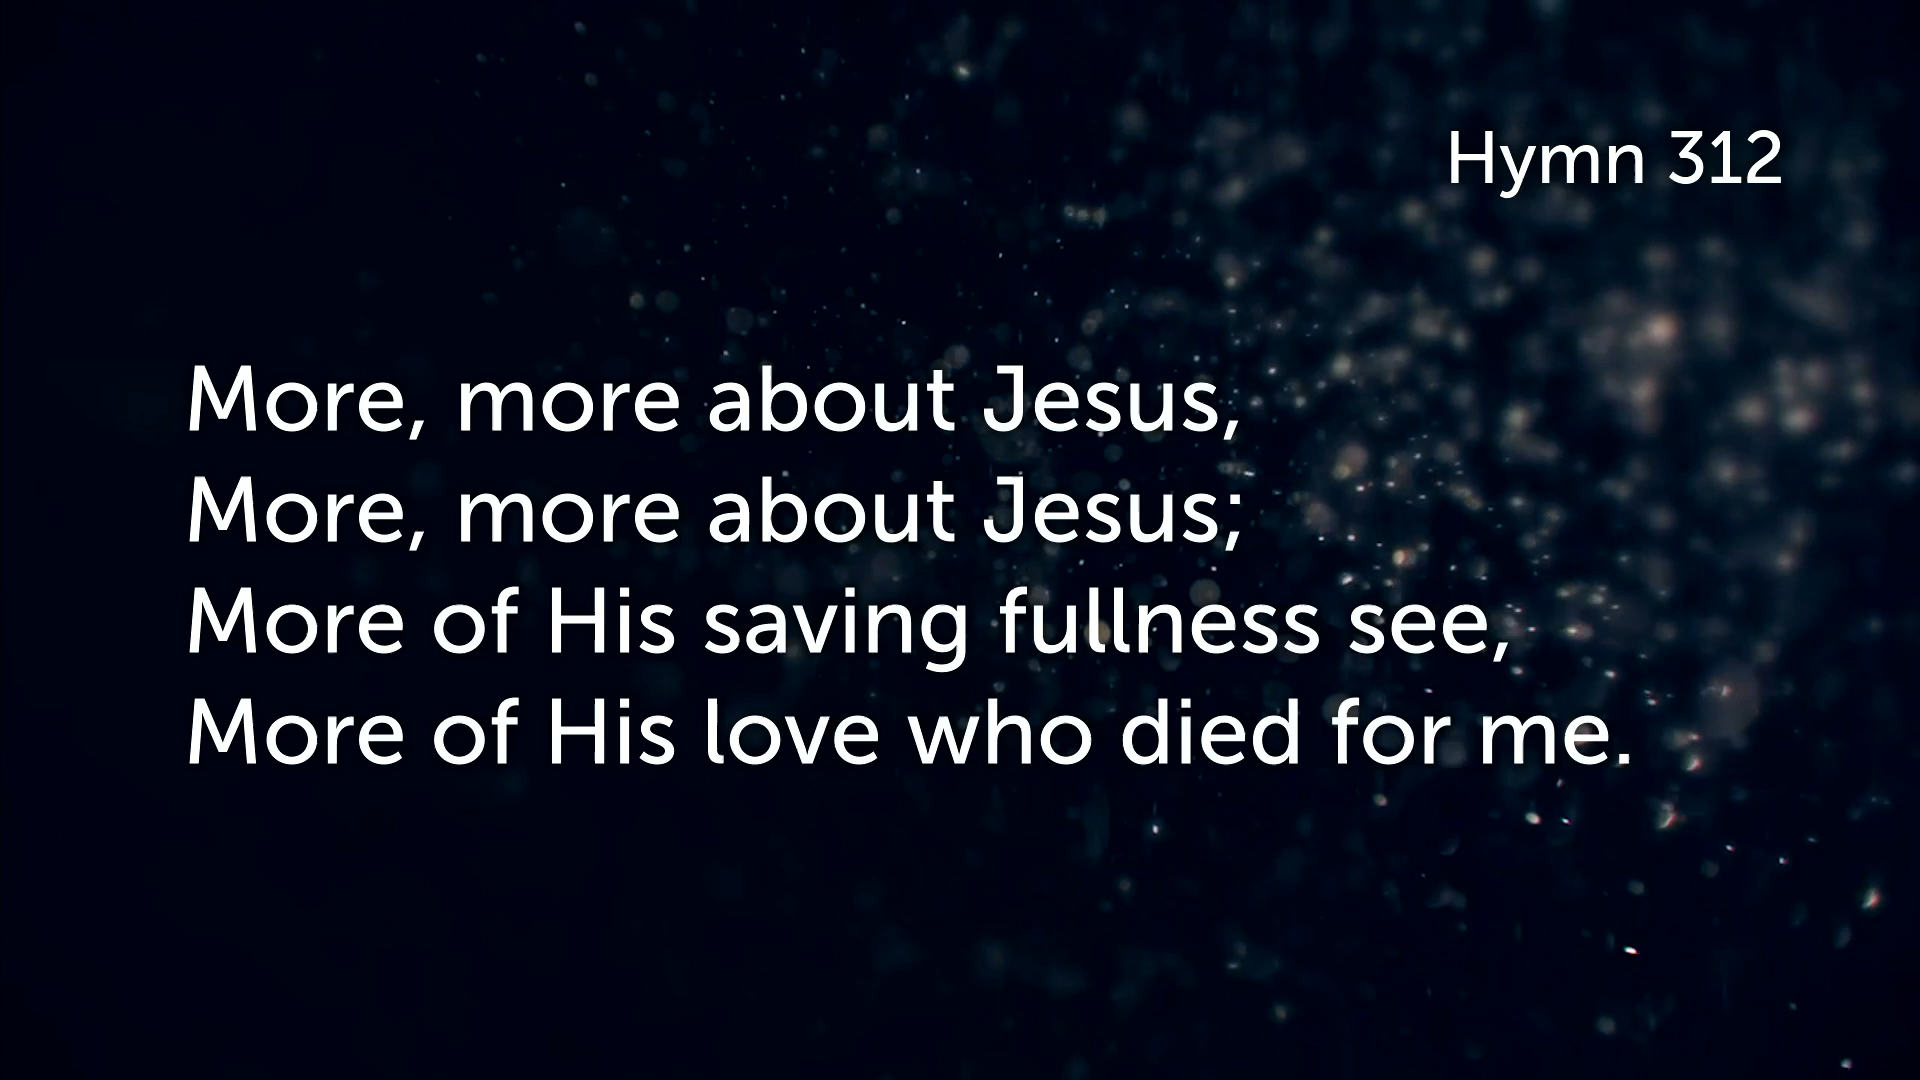 Hymn 312
More, more about Jesus,
More, more about Jesus;
More of His saving fullness see,
More of His love who died for me.